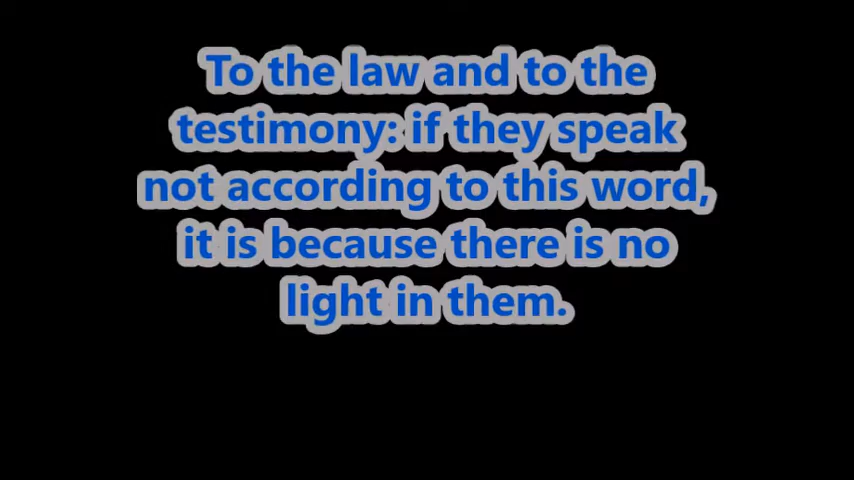 To the law and to the
testimony: if they speak
not according to this word,
it is because there is no
light in them.